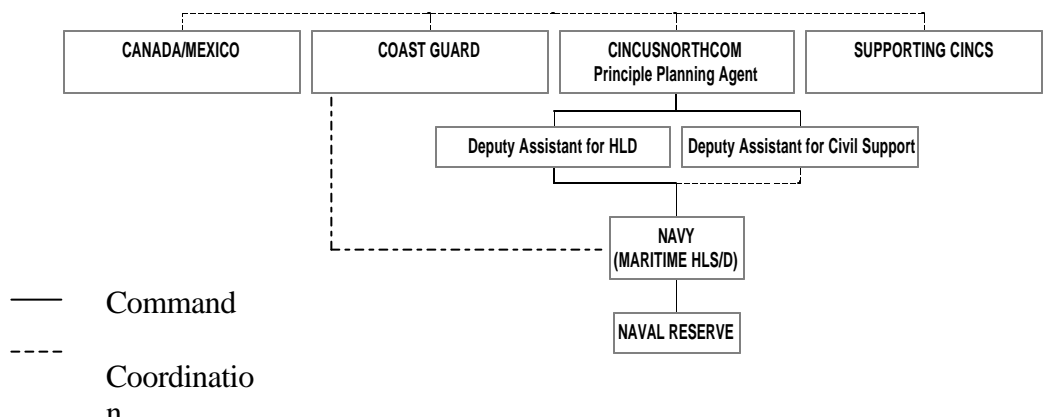 CANADA/MEXICO
COAST GUARD
CINCUSNORTHCOM
Principle Planning Agent
SUPPORTING CINCS
Deputy Assistant for HLD
Deputy Assistant for Civil Support
NAVY
(MARITIME HLS/D)
NAVAL RESERVE
Command
Coordinatio
n